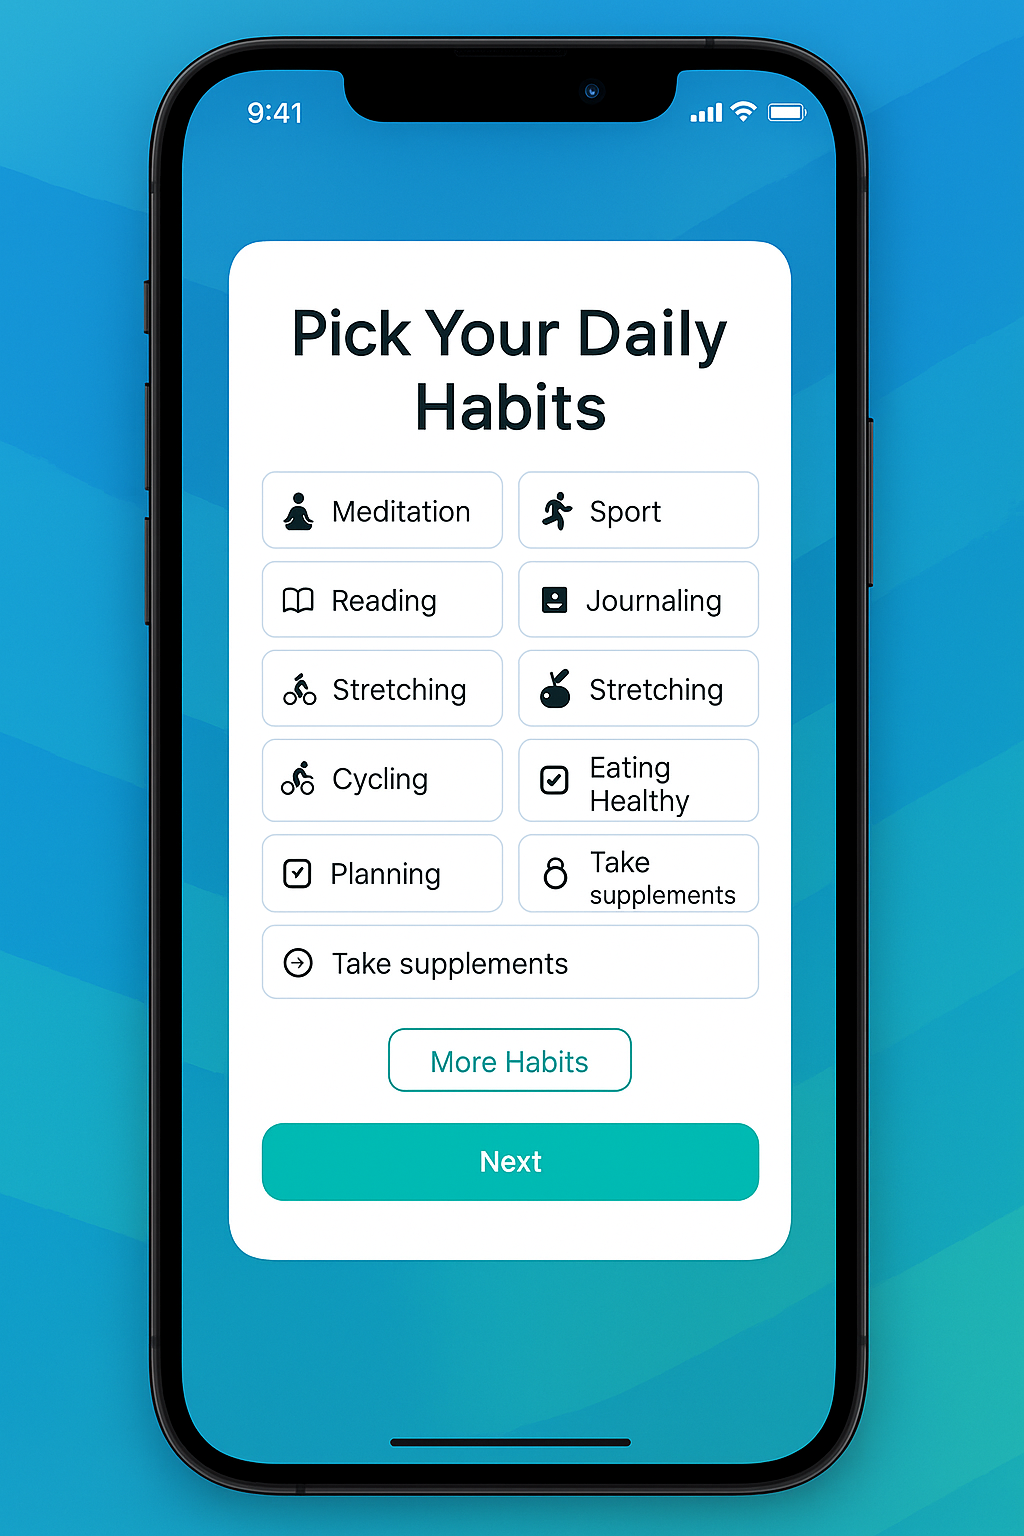 9:41
Pick Your Daily
Habits
Meditation
Sport
Reading
Journaling
Stretching
Stretching
Cycling
Eating
Healthy
Planning
Take
supplements
Take supplements
More Habits
Next